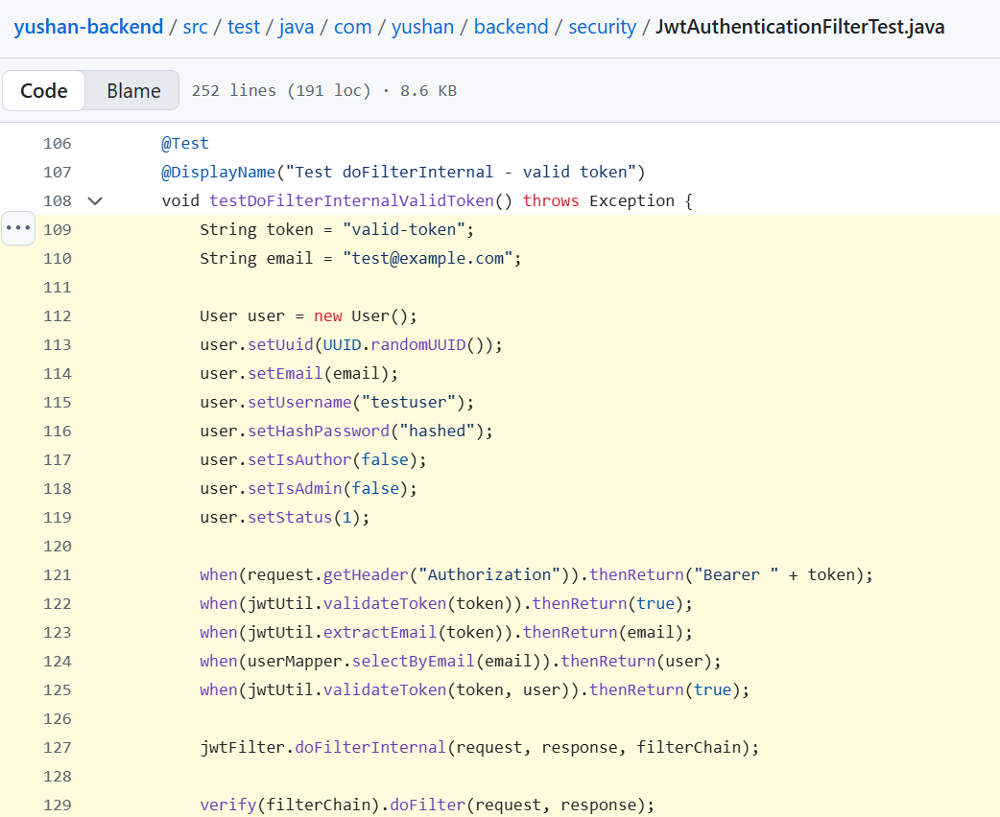 yushan-backend / src / test / java / com / yushan / backend / security / JwtAuthenticationFilterTest.java
Code Blame 252 lines (191 loc) · 8.6 KB
106 @Test
107 @DisplayName("Test doFilterInternal - valid token")
108 void testDoFilterInternalValidToken() throws Exception {
109 String token = "valid-token";
110 String email = "test@example.com";
111
112 User user = new User();
113 user.setUuid(UUID.randomUUID());
114 user.setEmail(email);
115 user.setUsername("testuser");
116 user.setHashPassword("hashed");
117 user.setIsAuthor(false);
118 user.setIsAdmin(false);
119 user.setStatus(1);
120
121 when(request.getHeader("Authorization")).thenReturn("Bearer " + token);
122 when(jwtUtil.validateToken(token)).thenReturn(true);
123 when(jwtUtil.extractEmail(token)).thenReturn(email);
124 when(userMapper.selectByEmail(email)).thenReturn(user);
125 when(jwtUtil.validateToken(token, user)).thenReturn(true);
126
127 jwtFilter.doFilterInternal(request, response, filterChain);
128
129 verify(filterChain).doFilter(request, response);